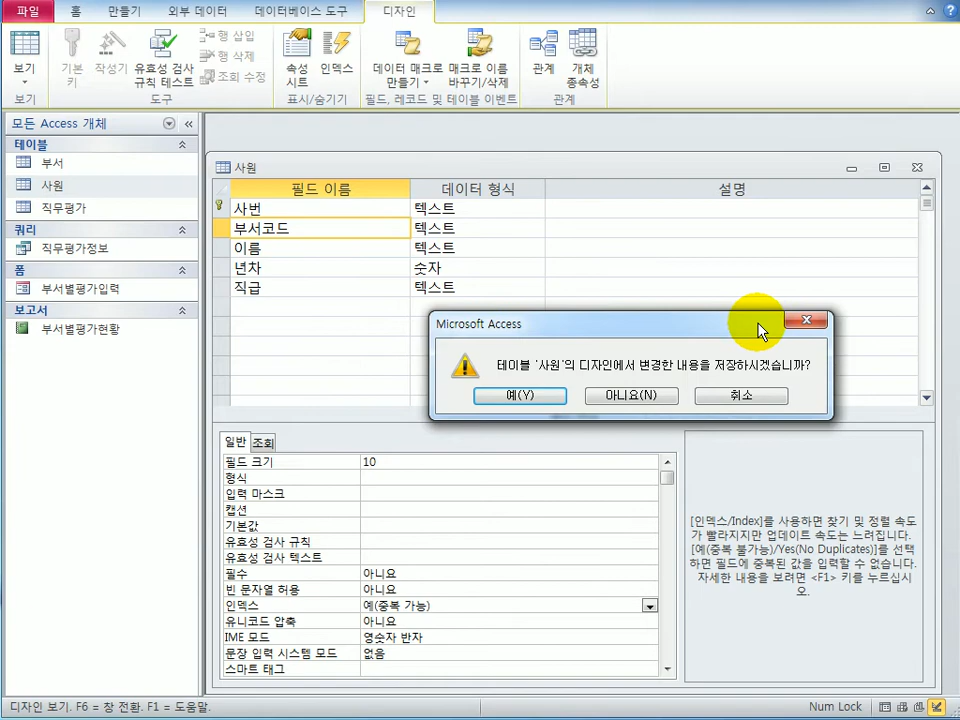 파일 홈 만들기 외부 데이터 데이터베이스 도구 디자인
보기 기본 키 작성기 유효성 검사 규칙 테스트
행 삽입
행 삭제
조회 수정
속성 시트 인덱스
데이터 매크로 만들기 매크로 이름 바꾸기/삭제
관계 개체 종속성
보기 도구 표시/숨기기 필드, 레코드 및 테이블 이벤트 관계
모든 Access 개체
테이블
부서
사원
직무평가
쿼리
직무평가정보
폼
부서별평가입력
보고서
부서별평가현황
사원
필드 이름 데이터 형식 설명
사번 텍스트
부서코드 텍스트
이름 텍스트
년차 숫자
직급 텍스트
Microsoft Access
테이블 '사원'의 디자인에서 변경한 내용을 저장하시겠습니까?
예(Y) 아니요(N) 취소
일반 조회
필드 크기 10
형식
입력 마스크
캡션
기본값
유효성 검사 규칙
유효성 검사 텍스트
필수 아니요
빈 문자열 허용 아니요
인덱스 예(중복 가능)
유니코드 압축 아니요
IME 모드 영숫자 반자
문장 입력 시스템 모드 없음
스마트 태그
[인덱스/Index]를 사용하면 찾기 및 정렬 속도
가 빨라지지만 업데이트 속도는 느려집니다.
[예(중복 불가능)/Yes(No Duplicates)]를 선택
하면 필드에 중복된 값을 입력할 수 없습니다.
자세한 내용을 보려면 <F1> 키를 누르십시
오.
디자인 보기. F6 = 창 전환. F1 = 도움말. Num Lock